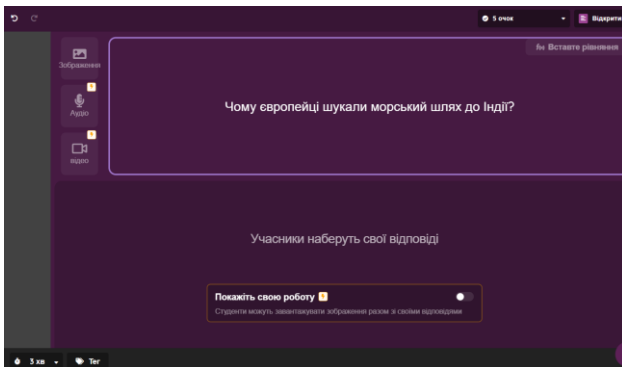 5 очок
Відкрити
Зображення
fx Вставте рівняння
Аудіо
відео
Чому європейці шукали морський шлях до Індії?
Учасники наберуть свої відповіді
Покажіть свою роботу
Студенти можуть завантажувати зображення разом зі своїми відповідями
3 хв
Тег